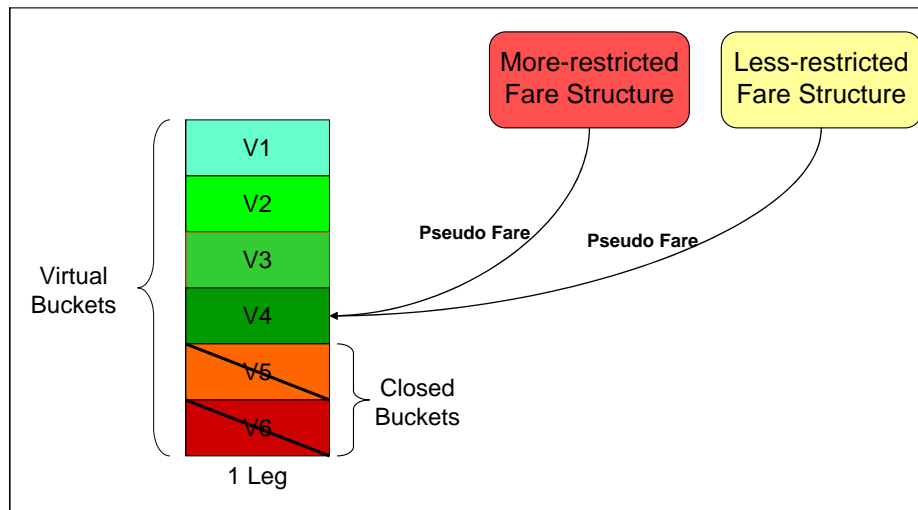 More-restricted
Fare Structure
Less-restricted
Fare Structure
V1
V2
Pseudo Fare
Pseudo Fare
V3
Virtual
Buckets
V4
V5
Closed
Buckets
V6
1 Leg